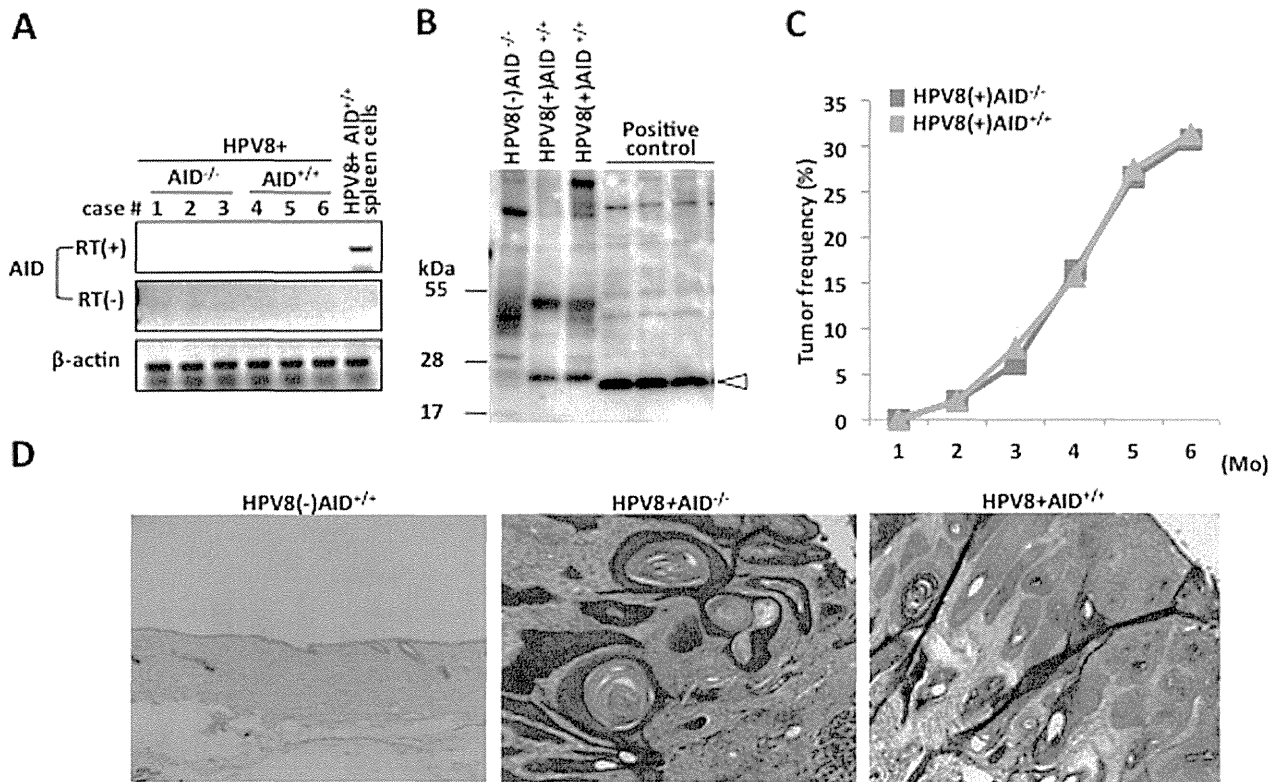 A
HPV8+
AID-/-
AID+/+
case # 1 2 3 4 5 6
HPV8+ AID+/+
spleen cells
AID
RT(+)
RT(-)
β-actin
B
HPV8(-)AID-/-
HPV8(+)AID+/+
HPV8(+)AID+/+
Positive
control
kDa
55
28
17
C
HPV8(+)AID-/-
HPV8(+)AID+/+
Tumor frequency (%)
35
30
25
20
15
10
5
0
1 2 3 4 5 6
(Mo)
D
HPV8(-)AID+/+
HPV8+AID-/-
HPV8+AID+/+